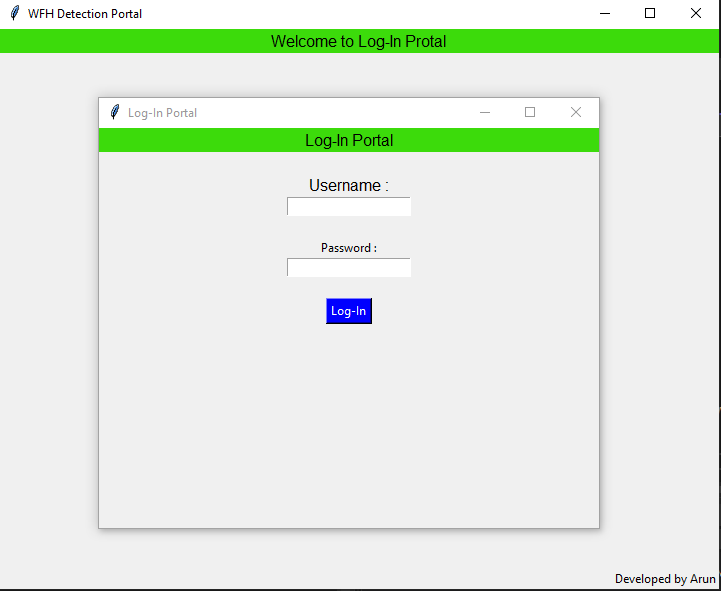 WFH Detection Portal
Welcome to Log-In Protal
Log-In Portal
Log-In Portal
Username :
Password :
Log-In
Developed by Arun